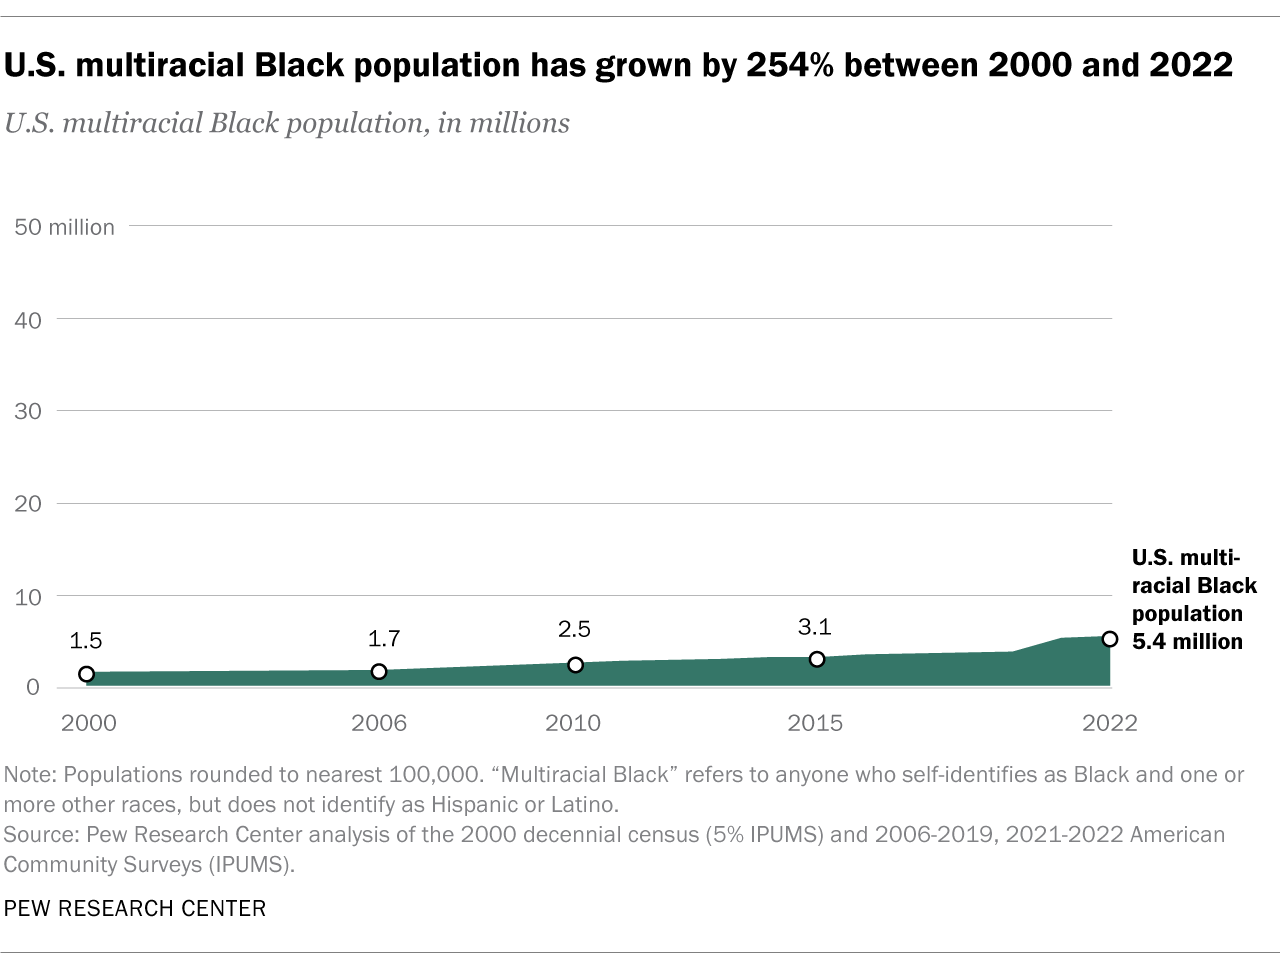 U.S. multiracial Black population has grown by 254% between 2000 and 2022
U.S. multiracial Black population, in millions
50 million
40
30
20
10
0
1.5
1.7
2.5
3.1
U.S. multi-
racial Black
population
5.4 million
2000
2006
2010
2015
2022
Note: Populations rounded to nearest 100,000. “Multiracial Black” refers to anyone who self-identifies as Black and one or
more other races, but does not identify as Hispanic or Latino.
Source: Pew Research Center analysis of the 2000 decennial census (5% IPUMS) and 2006-2019, 2021-2022 American
Community Surveys (IPUMS).
PEW RESEARCH CENTER